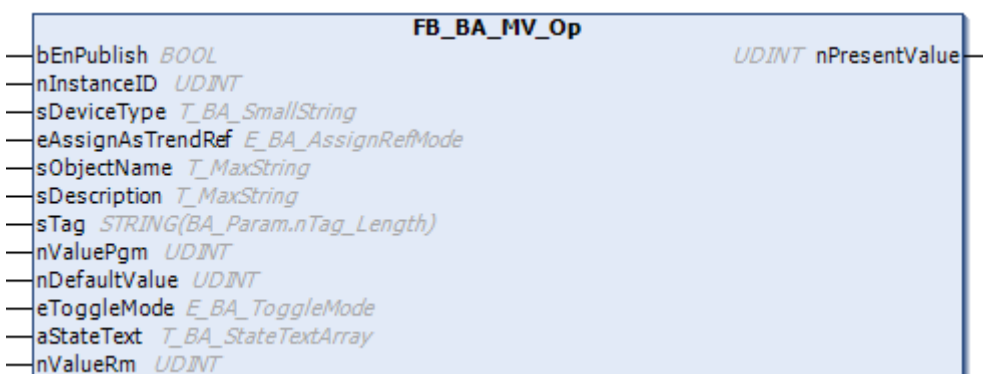 FB_BA_MV_Op
bEnPublish BOOL UDINT nPresentValue
nInstanceID UDINT
sDeviceType T_BA_SmallString
eAssignAsTrendRef E_BA_AssignRefMode
sObjectName T_MaxString
sDescription T_MaxString
sTag STRING(BA_Param.nTag_Length)
nValuePgm UDINT
nDefaultValue UDINT
eToggleMode E_BA_ToggleMode
aStateText T_BA_StateTextArray
nValueRm UDINT